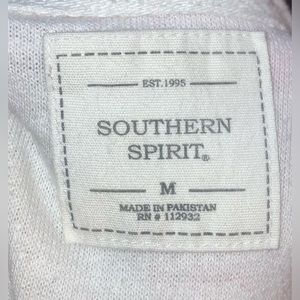 EST.1995
SOUTHERN
SPIRIT®
M
MADE IN PAKISTAN
RN # 112932